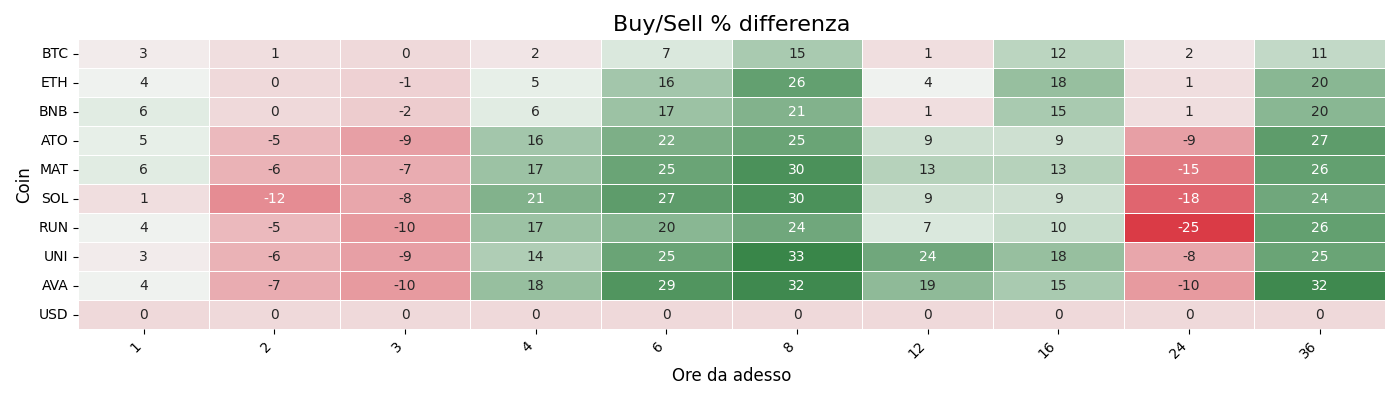 Buy/Sell % differenza
Coin
BTC 3 1 0 2 7 15 1 12 2 11
ETH 4 0 -1 5 16 26 4 18 1 20
BNB 6 0 -2 6 17 21 1 15 1 20
ATO 5 -5 -9 16 22 25 9 9 -9 27
MAT 6 -6 -7 17 25 30 13 13 -15 26
SOL 1 -12 -8 21 27 30 9 9 -18 24
RUN 4 -5 -10 17 20 24 7 10 -25 26
UNI 3 -6 -9 14 25 33 24 18 -8 25
AVA 4 -7 -10 18 29 32 19 15 -10 32
USD 0 0 0 0 0 0 0 0 0 0
1 2 3 4 6 8 12 16 24 36
Ore da adesso